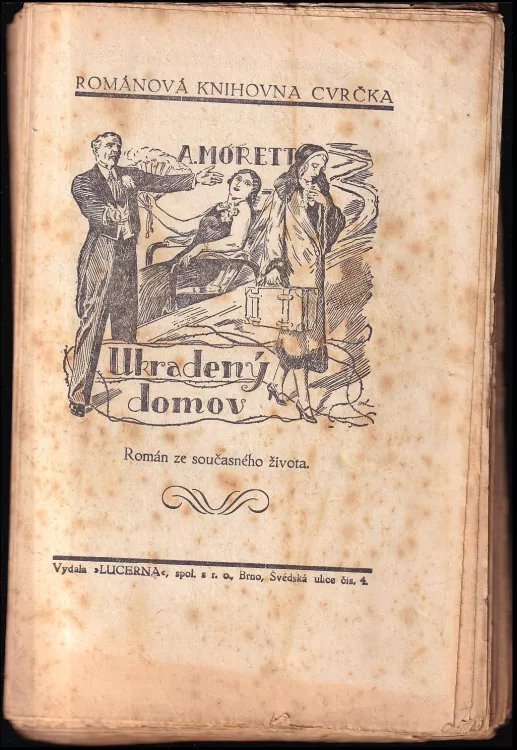 ROMÁNOVÁ KNIHOVNA CVRČKA
A. MORETTI
Ukradený
domov
Román ze současného života.
Vydala »LUCERNA«, spol. s r. o., Brno, Švédská ulice čís. 4.